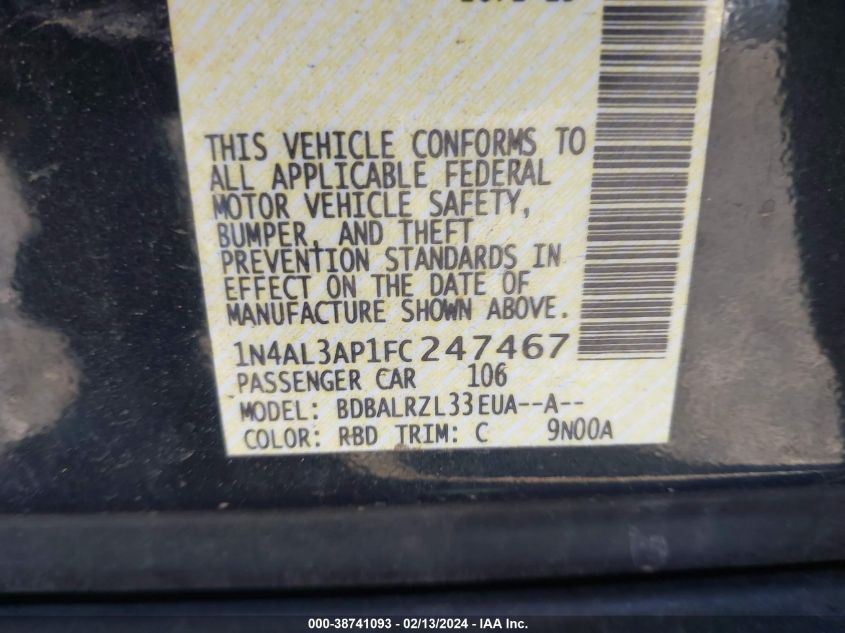 THIS VEHICLE CONFORMS TO
ALL APPLICABLE FEDERAL
MOTOR VEHICLE SAFETY,
BUMPER, AND THEFT
PREVENTION STANDARDS IN
EFFECT ON THE DATE OF
MANUFACTURE SHOWN ABOVE.
1N4AL3AP1FC247467
PASSENGER CAR 106
MODEL: BDBALRZL33EUA--A--
COLOR: RBD TRIM: C 9N00A
000-38741093 - 02/13/2024 - IAA Inc.